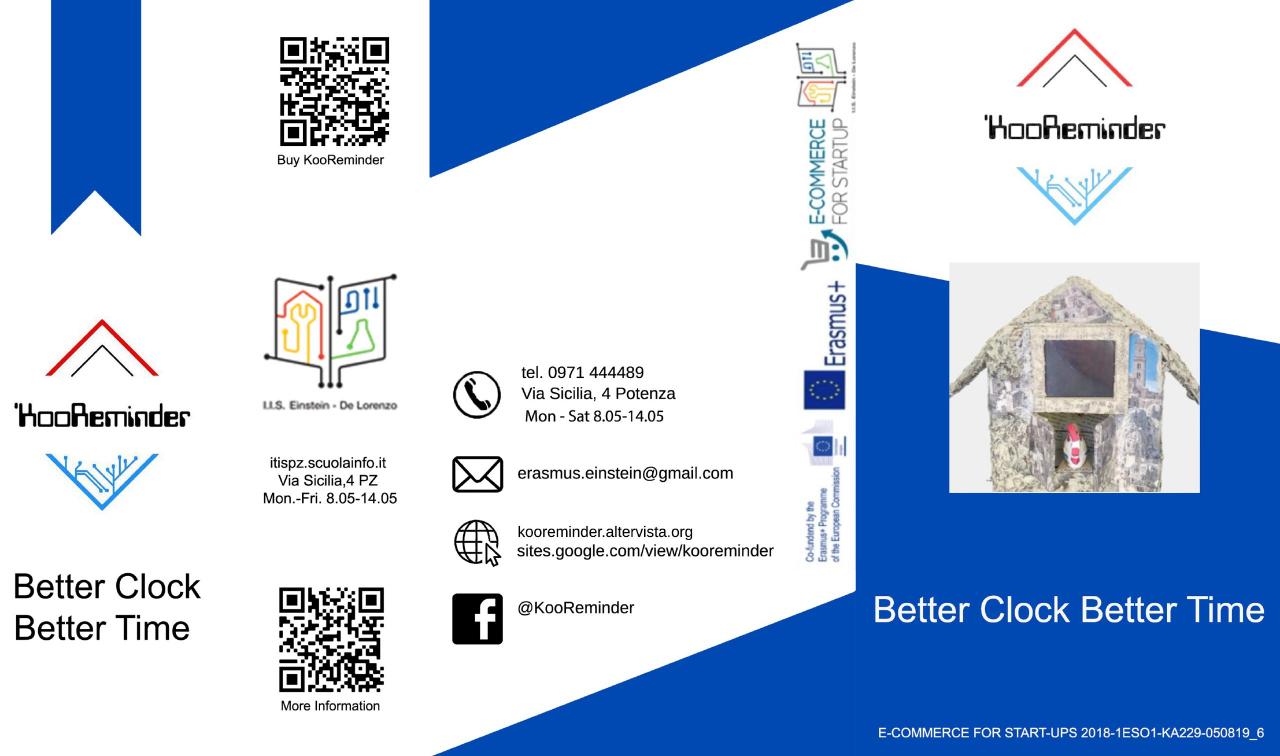 'KooReminder
Better Clock
Better Time
Buy KooReminder
I.I.S. Einstein - De Lorenzo
itispz.scuolainfo.it
Via Sicilia,4 PZ
Mon.-Fri. 8.05-14.05
More Information
tel. 0971 444489
Via Sicilia, 4 Potenza
Mon - Sat 8.05-14.05
erasmus.einstein@gmail.com
kooreminder.altervista.org
sites.google.com/view/kooreminder
@KooReminder
I.I.S. Einstein - De Lorenzo
E-COMMERCE
FOR STARTUP
Erasmus+
Co-fundend by the
Erasmus+ Programme
of the European Commission
'KooReminder
Better Clock Better Time
E-COMMERCE FOR START-UPS 2018-1ESO1-KA229-050819_6